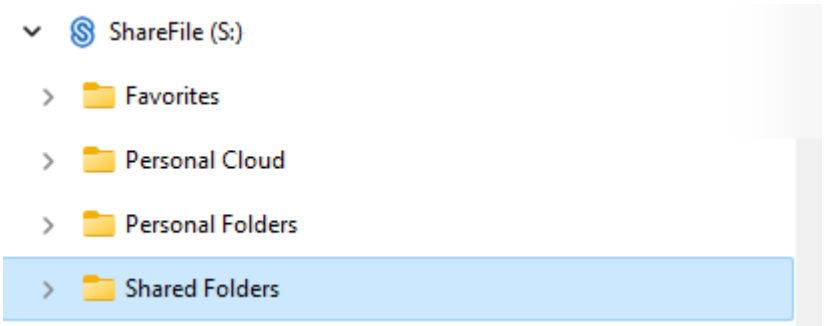 ShareFile (S:)
Favorites
Personal Cloud
Personal Folders
Shared Folders